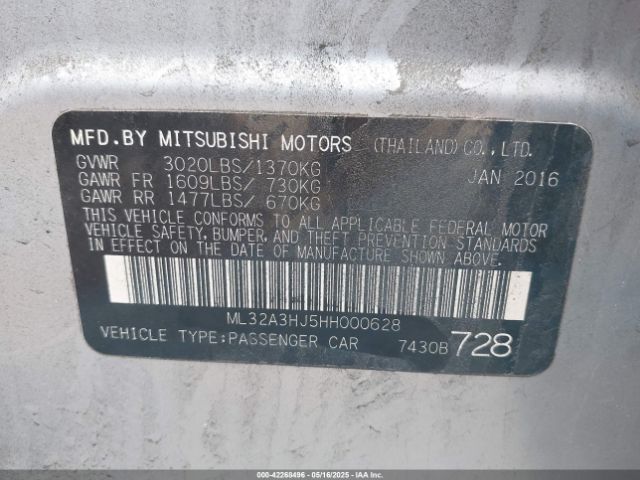 MFD.BY MITSUBISHI MOTORS (THAILAND)CO.,LTD.
GVWR 3020LBS/1370KG JAN 2016
GAWR FR 1609LBS/ 730KG
GAWR RR 1477LBS/ 670KG
THIS VEHICLE CONFORMS TO ALL APPLICABLE FEDERAL MOTOR
VEHICLE SAFETY, BUMPER, AND THEFT PREVENTION STANDARDS
IN EFFECT ON THE DATE OF MANUFACTURE SHOWN ABOVE.
ML32A3HJ5HH000628
VEHICLE TYPE:PASSENGER CAR 7430B 728
000-42268496 - 05/16/2025 - IAAI.COM